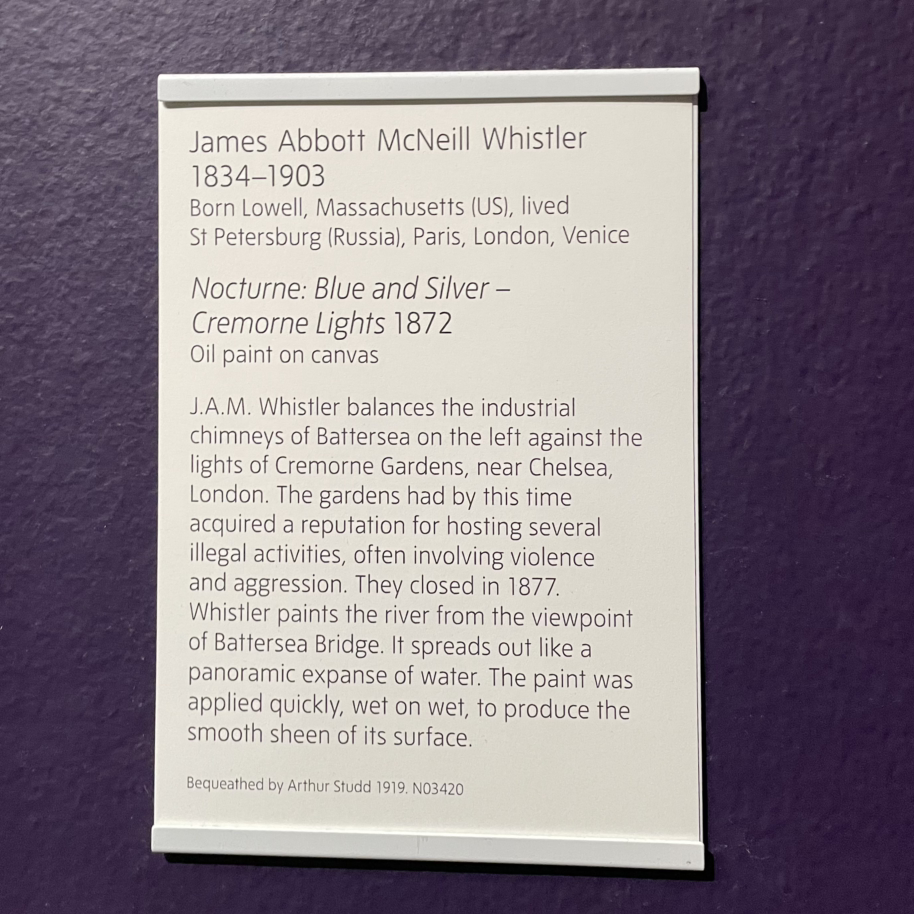 James Abbott McNeill Whistler
1834–1903
Born Lowell, Massachusetts (US), lived
St Petersburg (Russia), Paris, London, Venice
Nocturne: Blue and Silver –
Cremorne Lights 1872
Oil paint on canvas
J.A.M. Whistler balances the industrial
chimneys of Battersea on the left against the
lights of Cremorne Gardens, near Chelsea,
London. The gardens had by this time
acquired a reputation for hosting several
illegal activities, often involving violence
and aggression. They closed in 1877.
Whistler paints the river from the viewpoint
of Battersea Bridge. It spreads out like a
panoramic expanse of water. The paint was
applied quickly, wet on wet, to produce the
smooth sheen of its surface.
Bequeathed by Arthur Studd 1919. N03420